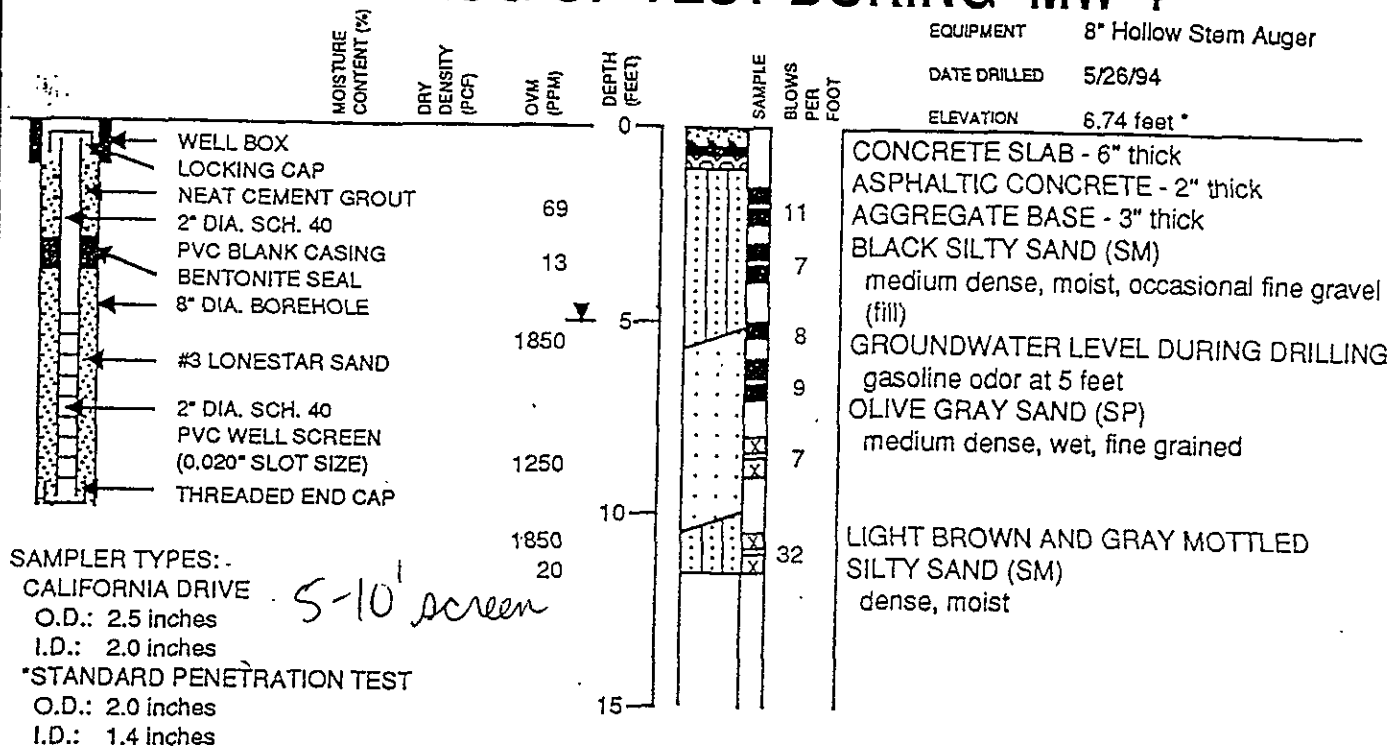 EQUIPMENT 8" Hollow Stem Auger
DATE DRILLED 5/26/94
ELEVATION 6.74 feet *
MOISTURE CONTENT (%)
DRY DENSITY (PCF)
OVM (PPM)
DEPTH (FEET)
SAMPLE
BLOWS PER FOOT
WELL BOX
LOCKING CAP
NEAT CEMENT GROUT
2" DIA. SCH. 40
PVC BLANK CASING
BENTONITE SEAL
8" DIA. BOREHOLE
#3 LONESTAR SAND
2" DIA. SCH. 40
PVC WELL SCREEN
(0.020" SLOT SIZE)
THREADED END CAP
69
13
1850
1250
1850
20
0
5
10
15
11
7
8
9
7
32
X
X
X
X
CONCRETE SLAB - 6" thick
ASPHALTIC CONCRETE - 2" thick
AGGREGATE BASE - 3" thick
BLACK SILTY SAND (SM)
medium dense, moist, occasional fine gravel
(fill)
GROUNDWATER LEVEL DURING DRILLING
gasoline odor at 5 feet
OLIVE GRAY SAND (SP)
medium dense, wet, fine grained
LIGHT BROWN AND GRAY MOTTLED
SILTY SAND (SM)
dense, moist
SAMPLER TYPES:
CALIFORNIA DRIVE
O.D.: 2.5 inches
I.D.: 2.0 inches
*STANDARD PENETRATION TEST
O.D.: 2.0 inches
I.D.: 1.4 inches
5-10' screen